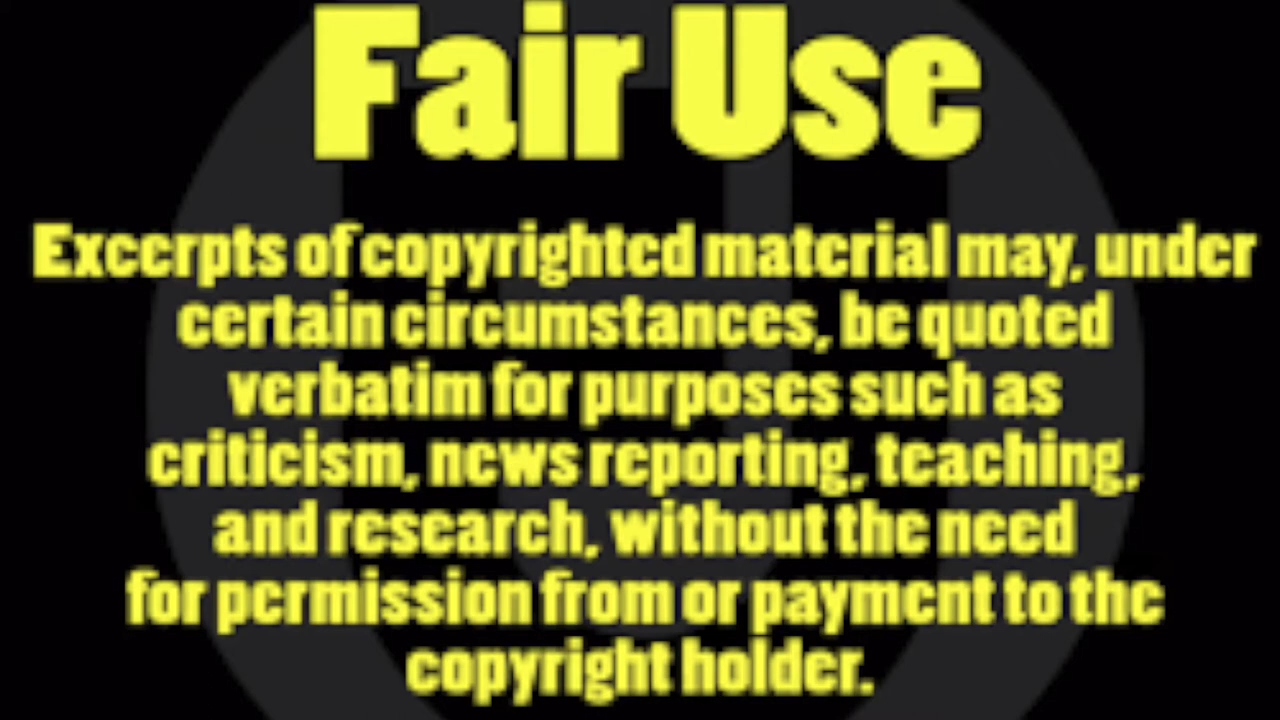 Fair Use
Excerpts of copyrighted material may, under
certain circumstances, be quoted
verbatim for purposes such as
criticism, news reporting, teaching,
and research, without the need
for permission from or payment to the
copyright holder.